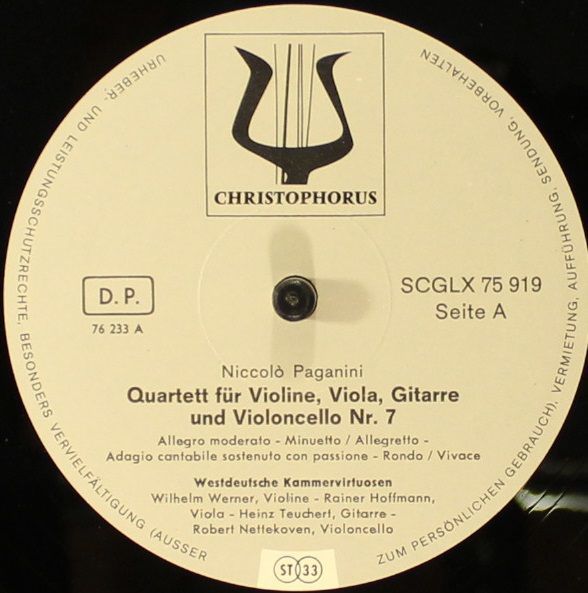 CHRISTOPHORUS
D. P.
76 233 A
SCGLX 75 919
Seite A
Niccolò Paganini
Quartett für Violine, Viola, Gitarre
und Violoncello Nr. 7
Allegro moderato - Minuetto / Allegretto -
Adagio cantabile sostenuto con passione - Rondo / Vivace
Westdeutsche Kammervirtuosen
Wilhelm Werner, Violine - Rainer Hoffmann,
Viola - Heinz Teuchert, Gitarre -
Robert Nettekoven, Violoncello
ST 33
URHEBER- UND LEISTUNGSSCHUTZRECHTE, BESONDERS VERVIELFÄLTIGUNG (AUSSER ZUM PERSÖNLICHEN GEBRAUCH), VERMIETUNG, AUFFÜHRUNG, SENDUNG, VORBEHALTEN